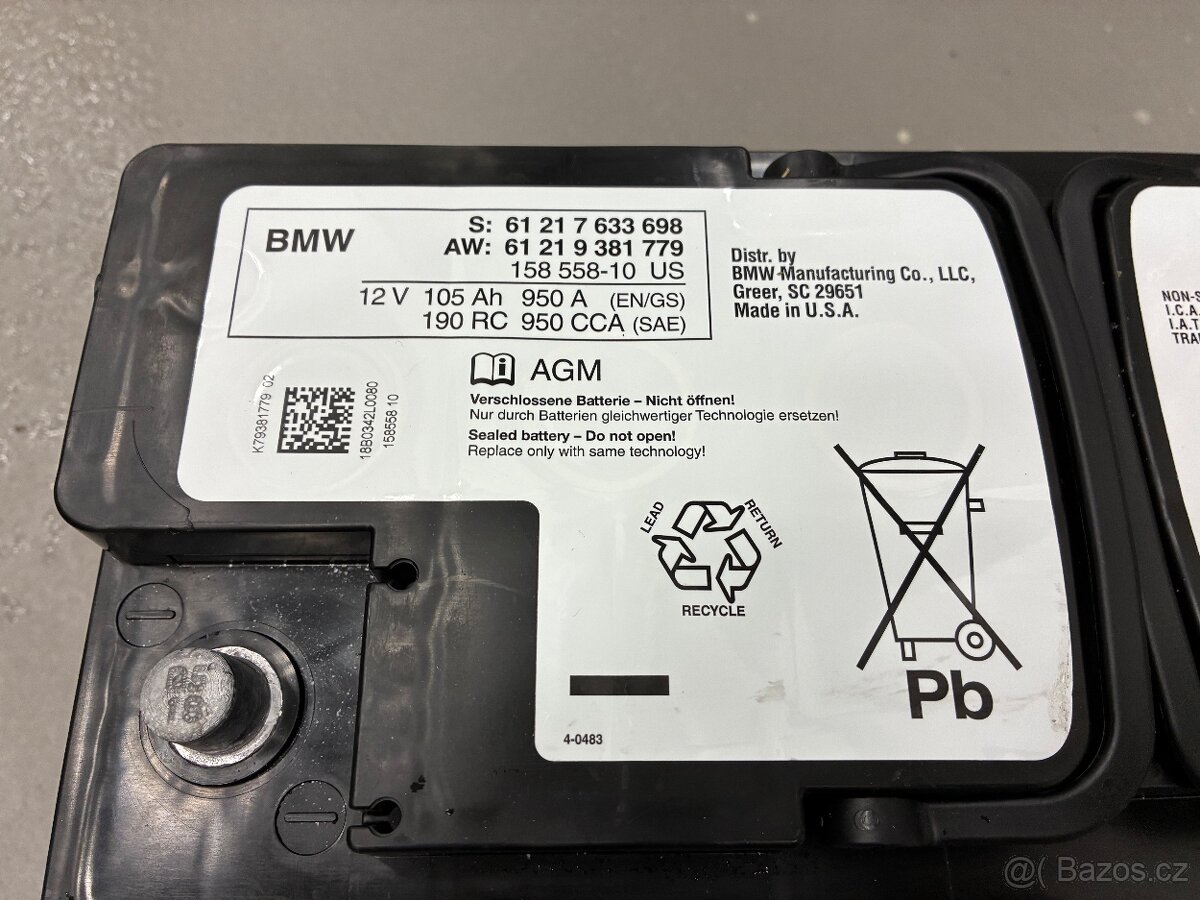 BMW
S: 61 21 7 633 698
AW: 61 21 9 381 779
158 558-10 US
12 V 105 Ah 950 A (EN/GS)
190 RC 950 CCA (SAE)
Distr. by
BMW Manufacturing Co., LLC,
Greer, SC 29651
Made in U.S.A.
NON-S
I.C.A.
I.A.T
TRA
K79381779 02
18B0342L0080
158558 10
AGM
Verschlossene Batterie – Nicht öffnen!
Nur durch Batterien gleichwertiger Technologie ersetzen!
Sealed battery – Do not open!
Replace only with same technology!
LEAD
RETURN
RECYCLE
Pb
4-0483
@( Bazos.cz